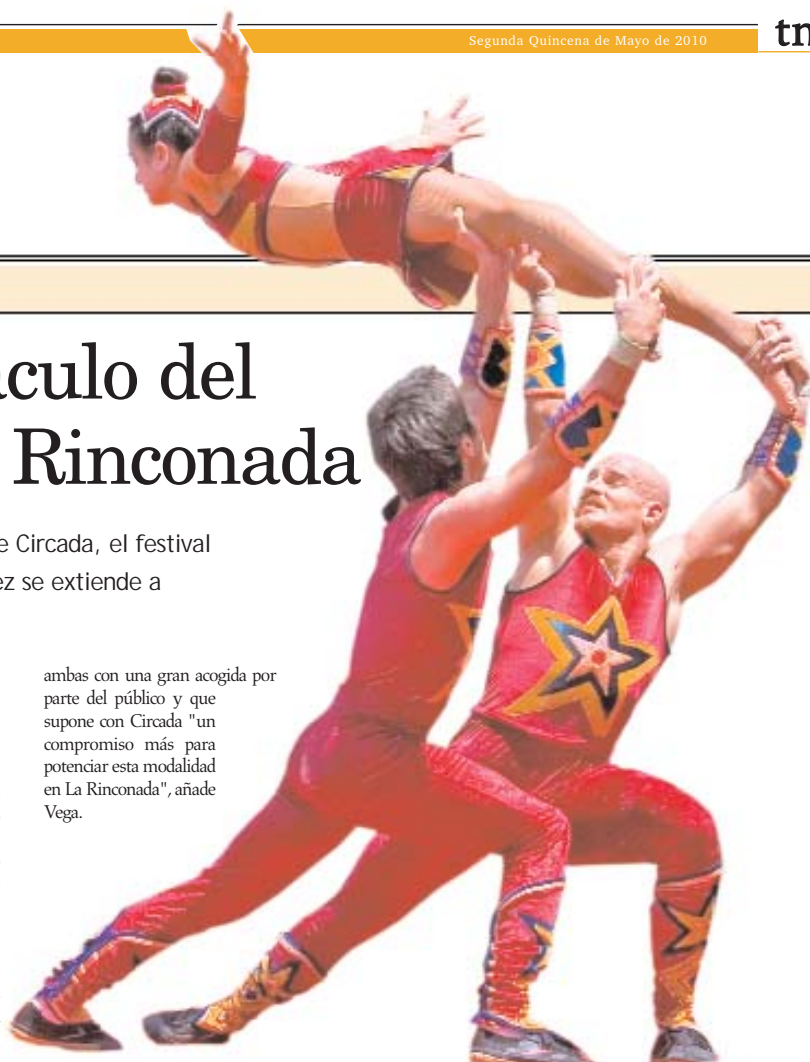 Segunda Quincena de Mayo de 2010
culo del
Rinconada
e Circada, el festival
ez se extiende a
ambas con una gran acogida por
parte del público y que
supone con Circada "un
compromiso más para
potenciar esta modalidad
en La Rinconada", añade
Vega.